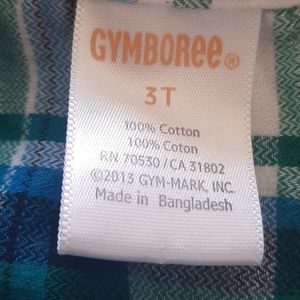 GYMBOREE®
3T
100% Cotton
100% Coton
RN 70530/CA 31802
©2013 GYM-MARK, INC.
Made in Bangladesh